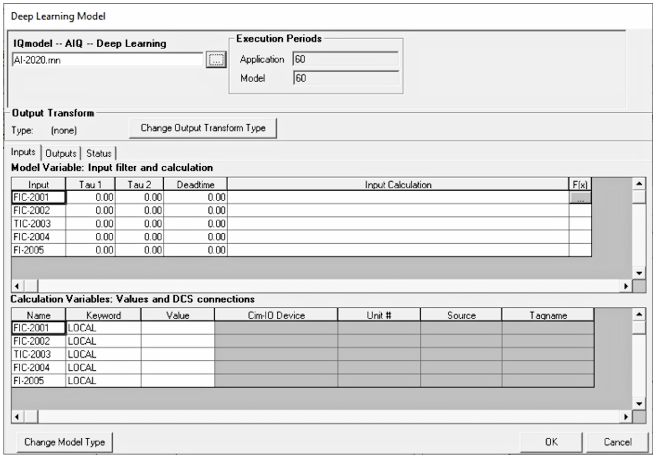 Deep Learning Model
IQmodel -- AIQ -- Deep Learning
AI-2020.rnn
...
Execution Periods
Application 60
Model 60
Output Transform
Type: (none) Change Output Transform Type
Inputs Outputs Status
Model Variable: Input filter and calculation
Input Tau 1 Tau 2 Deadtime Input Calculation F(x)
FIC-2001 0.00 0.00 0.00 ...
FIC-2002 0.00 0.00 0.00
TIC-2003 0.00 0.00 0.00
FIC-2004 0.00 0.00 0.00
FI-2005 0.00 0.00 0.00
Calculation Variables: Values and DCS connections
Name Keyword Value Cim-IO Device Unit # Source Tagname
FIC-2001 LOCAL
FIC-2002 LOCAL
TIC-2003 LOCAL
FIC-2004 LOCAL
FI-2005 LOCAL
Change Model Type OK Cancel